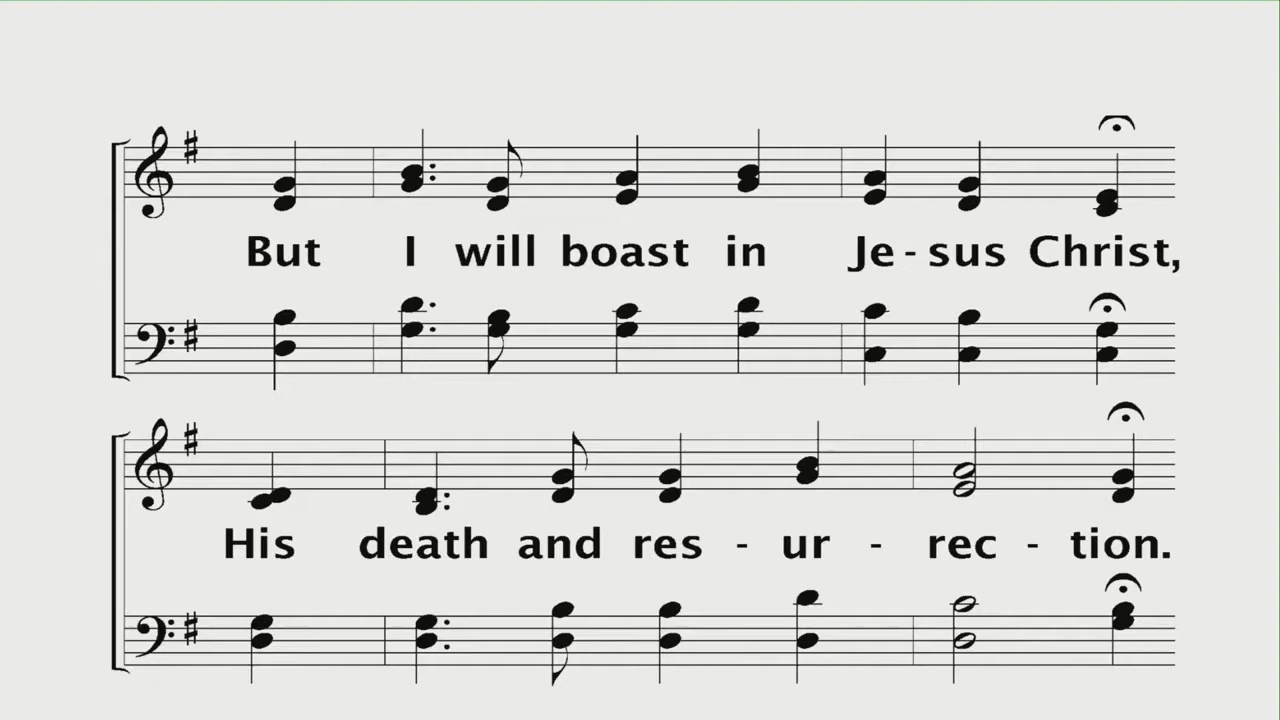 But I will boast in Je - sus Christ,
His death and res - ur - rec - tion.